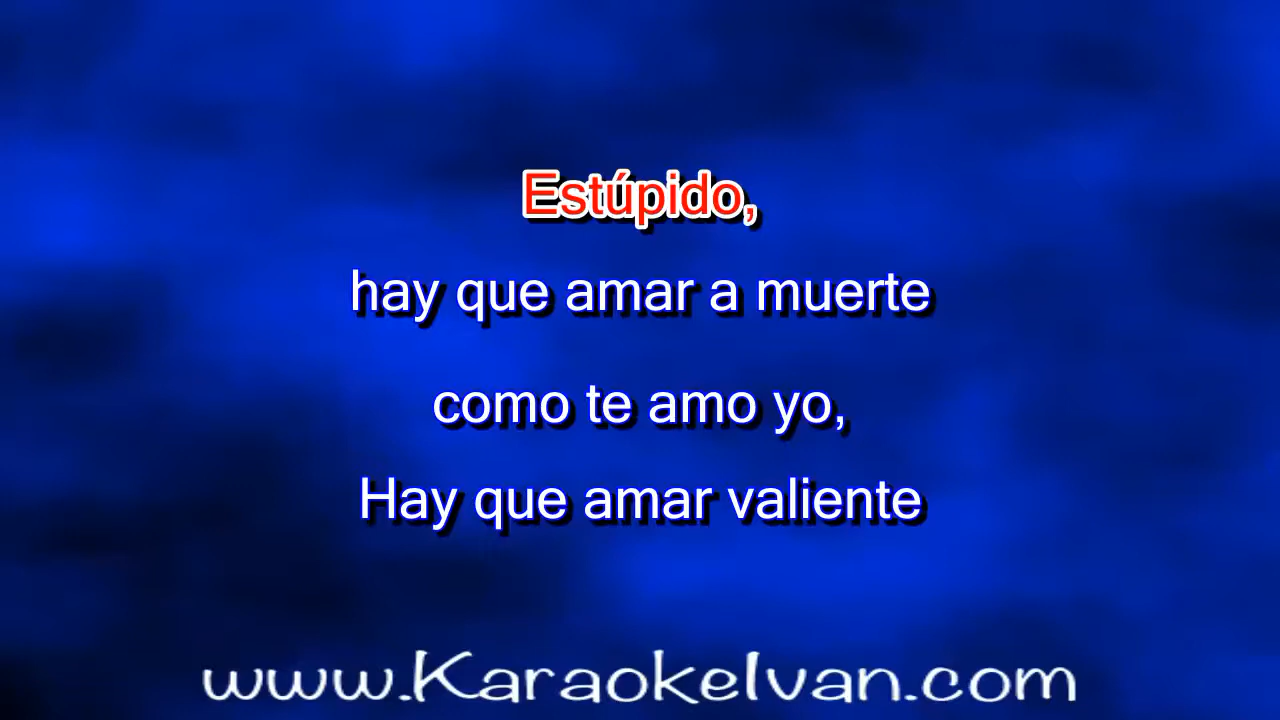 Estúpido,
hay que amar a muerte
como te amo yo,
Hay que amar valiente
www.KaraokeIvan.com